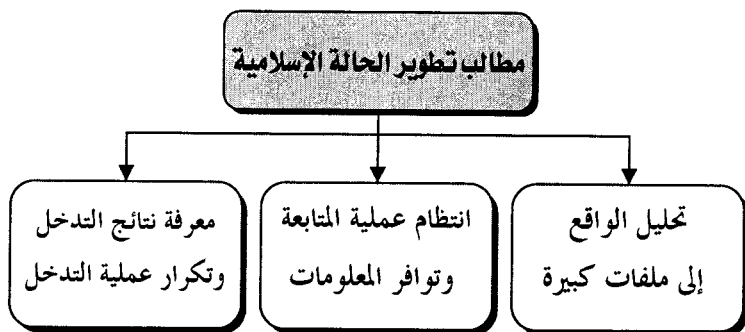 مطالب تطوير الحالة الإسلامية
تحليل الواقع
إلى ملفات كبيرة
انتظام عملية المتابعة
وتوافر المعلومات
معرفة نتائج التدخل
وتكرار عملية التدخل